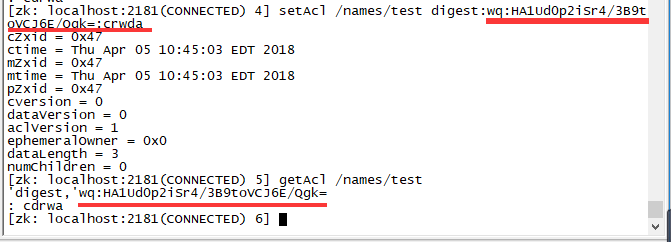 [zk: localhost:2181(CONNECTED) 4] setAcl /names/test digest:wq:HA1Ud0p2iSr4/3B9t
oVCJ6E/Qgk=:crwda
cZxid = 0x47
ctime = Thu Apr 05 10:45:03 EDT 2018
mZxid = 0x47
mtime = Thu Apr 05 10:45:03 EDT 2018
pZxid = 0x47
cversion = 0
dataVersion = 0
aclVersion = 1
ephemeralOwner = 0x0
dataLength = 3
numChildren = 0
[zk: localhost:2181(CONNECTED) 5] getAcl /names/test
'digest,'wq:HA1Ud0p2iSr4/3B9toVCJ6E/Qgk=
: cdrwa
[zk: localhost:2181(CONNECTED) 6]